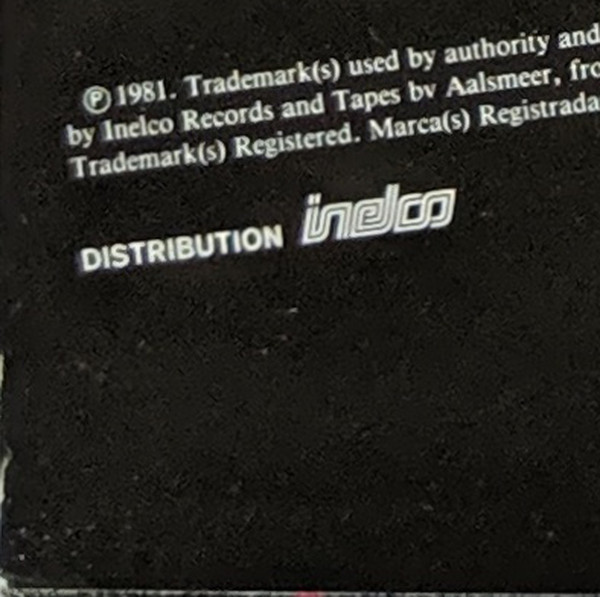 ℗ 1981. Trademark(s) used by authority and
by Inelco Records and Tapes bv Aalsmeer, fro
Trademark(s) Registered. Marca(s) Registrada
DISTRIBUTION inelco